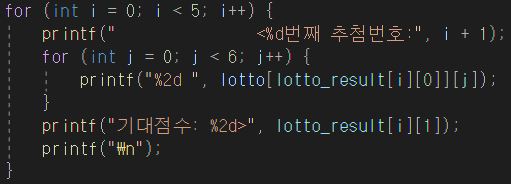 for (int i = 0; i < 5; i++) {
    printf("                <%d번째 추첨번호:", i + 1);
    for (int j = 0; j < 6; j++) {
        printf("%2d ", lotto[lotto_result[i][0]][j]);
    }
    printf("기대점수: %2d>", lotto_result[i][1]);
    printf("₩n");
}